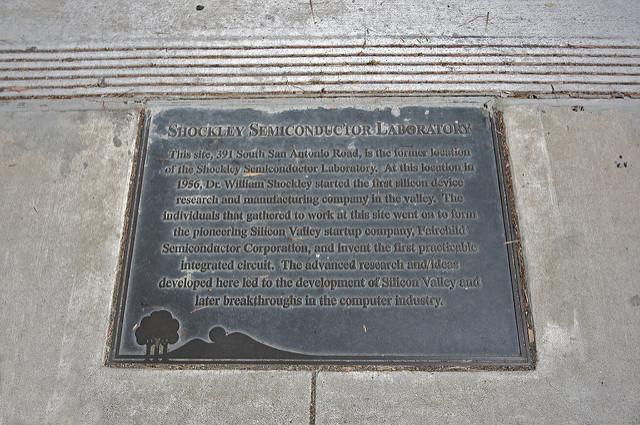 SHOCKLEY SEMICONDUCTOR LABORATORY
This site, 391 South San Antonio Road, is the former location
of the Shockley Semiconductor Laboratory. At this location in
1956, Dr. William Shockley started the first silicon device
research and manufacturing company in the valley. The
individuals that gathered to work at this site went on to form
the pioneering Silicon Valley startup company, Fairchild
Semiconductor Corporation, and invent the first practicable
integrated circuit. The advanced research and/ideas
developed here led to the development of Silicon Valley and
later breakthroughs in the computer industry.